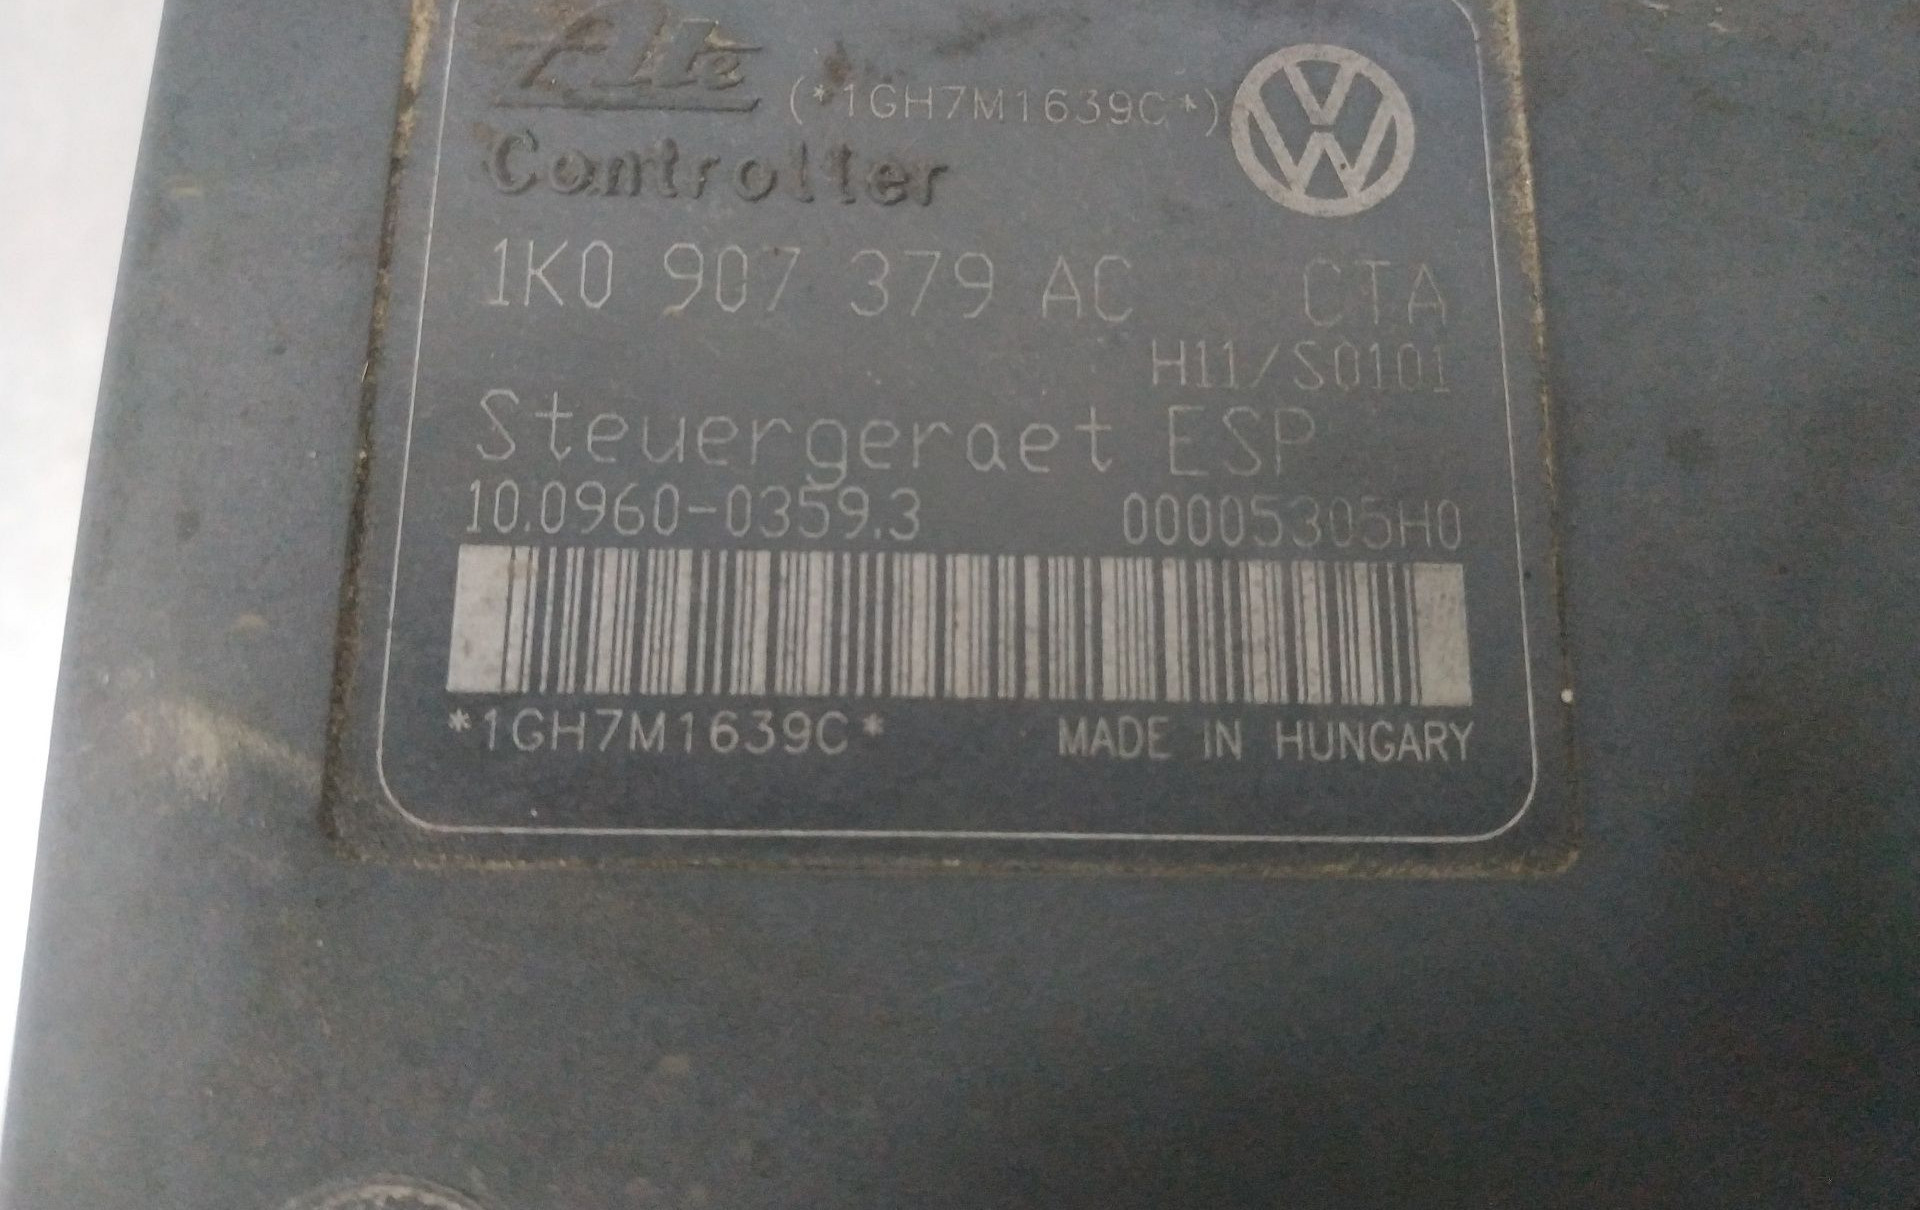 Ate (*1GH7M1639C*)
Controller
1K0 907 379 AC CTA
H11/S0101
Steuergeraet ESP
10.0960-0359.3 00005305H0
*1GH7M1639C* MADE IN HUNGARY